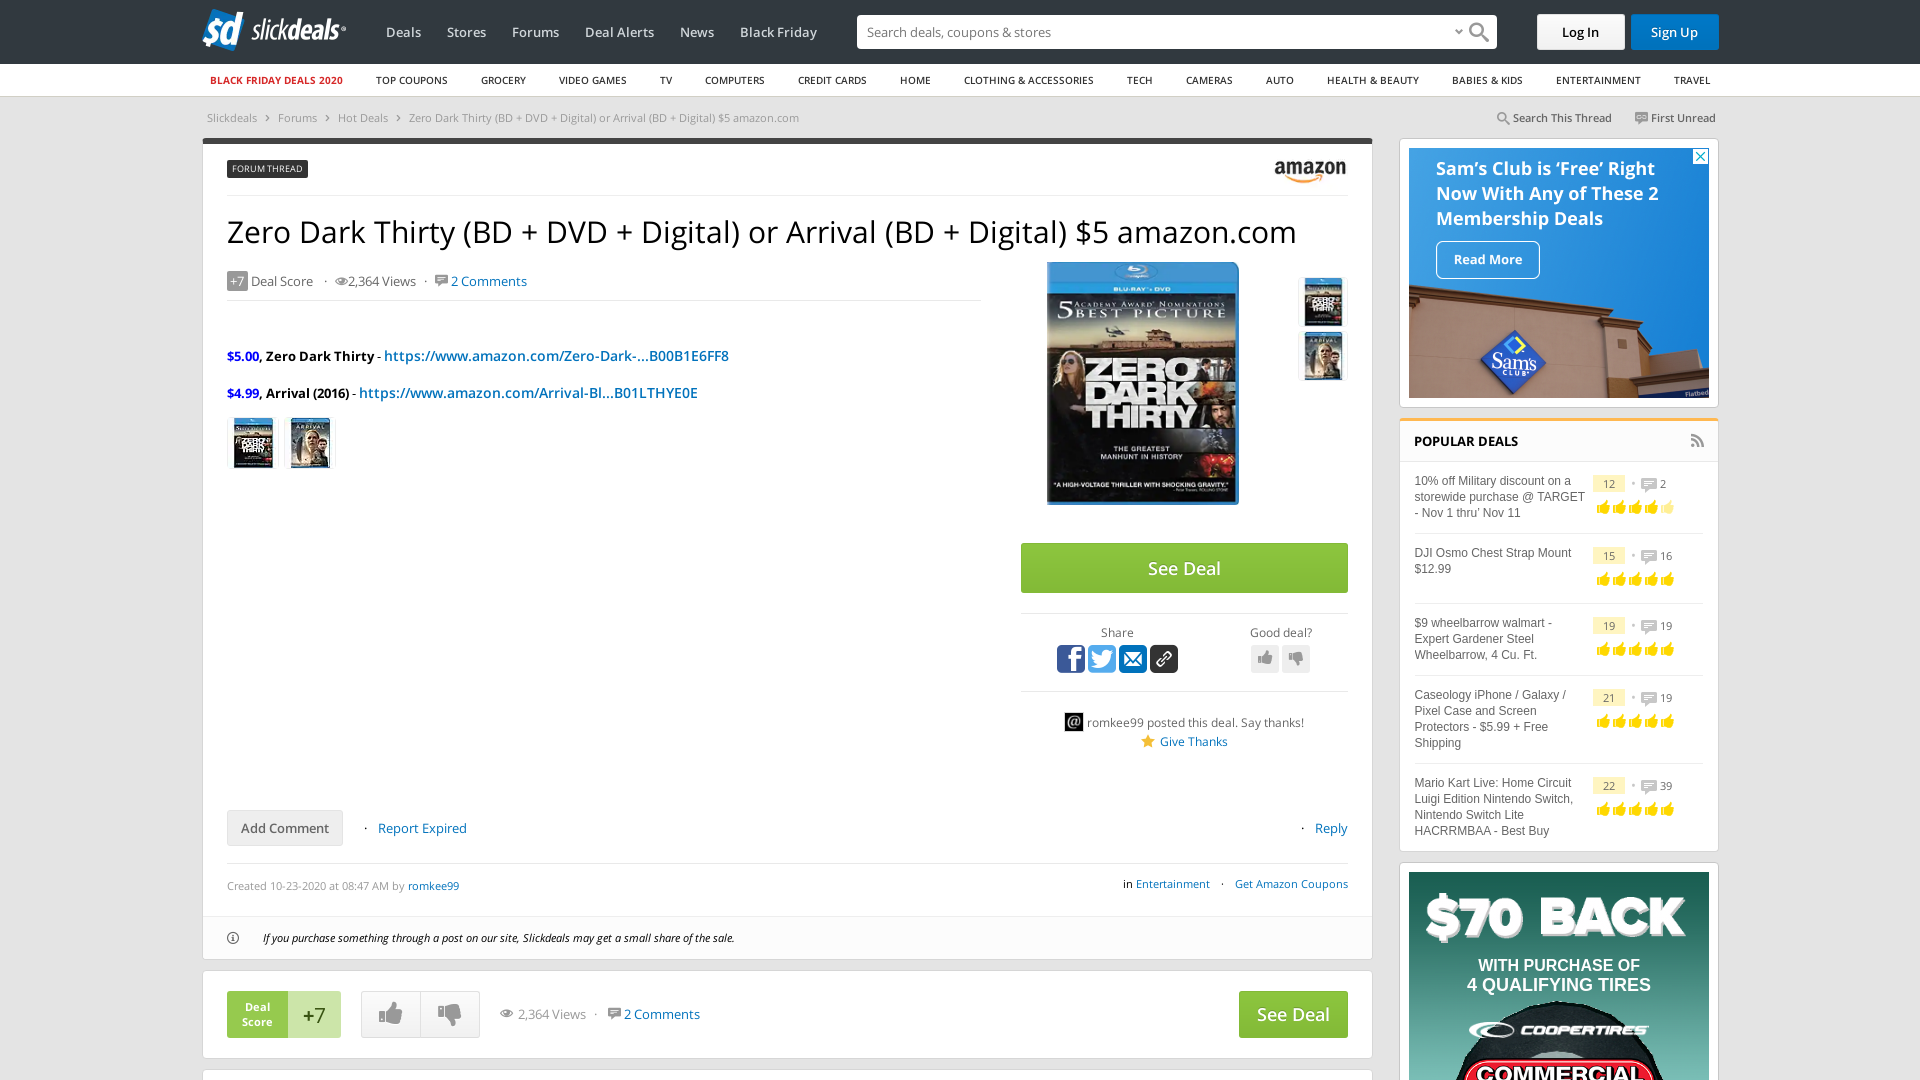 slickdeals
Deals
Stores
Forums
Deal Alerts
News
Black Friday
Search deals, coupons & stores
Log In
Sign Up
BLACK FRIDAY DEALS 2020
TOP COUPONS
GROCERY
VIDEO GAMES
TV
COMPUTERS
CREDIT CARDS
HOME
CLOTHING & ACCESSORIES
TECH
CAMERAS
AUTO
HEALTH & BEAUTY
BABIES & KIDS
ENTERTAINMENT
TRAVEL
Slickdeals › Forums › Hot Deals › Zero Dark Thirty (BD + DVD + Digital) or Arrival (BD + Digital) $5 amazon.com
Search This Thread
First Unread
FORUM THREAD
amazon
Zero Dark Thirty (BD + DVD + Digital) or Arrival (BD + Digital) $5 amazon.com
+7 Deal Score · 2,364 Views · 2 Comments
$5.00, Zero Dark Thirty - https://www.amazon.com/Zero-Dark-...B00B1E6FF8
$4.99, Arrival (2016) - https://www.amazon.com/Arrival-Bl...B01LTHYE0E
BLU-RAY + DVD
5 ACADEMY AWARD NOMINATIONS
BEST PICTURE
ZERO
DARK
THIRTY
THE GREATEST
MANHUNT IN HISTORY
"A HIGH-VOLTAGE THRILLER WITH SHOCKING GRAVITY."
See Deal
Share
Good deal?
romkee99 posted this deal. Say thanks!
Give Thanks
Add Comment
· Report Expired
· Reply
Created 10-23-2020 at 08:47 AM by romkee99
in Entertainment · Get Amazon Coupons
If you purchase something through a post on our site, Slickdeals may get a small share of the sale.
Deal
Score
+7
2,364 Views · 2 Comments
See Deal
Sam's Club is 'Free' Right
Now With Any of These 2
Membership Deals
Read More
Sam's
CLUB
POPULAR DEALS
10% off Military discount on a
storewide purchase @ TARGET
- Nov 1 thru' Nov 11
12 • 2
DJI Osmo Chest Strap Mount
$12.99
15 • 16
$9 wheelbarrow walmart -
Expert Gardener Steel
Wheelbarrow, 4 Cu. Ft.
19 • 19
Caseology iPhone / Galaxy /
Pixel Case and Screen
Protectors - $5.99 + Free
Shipping
21 • 19
Mario Kart Live: Home Circuit
Luigi Edition Nintendo Switch,
Nintendo Switch Lite
HACRRMBAA - Best Buy
22 • 39
$70 BACK
WITH PURCHASE OF
4 QUALIFYING TIRES
COOPERTIRES
COMMERCIAL